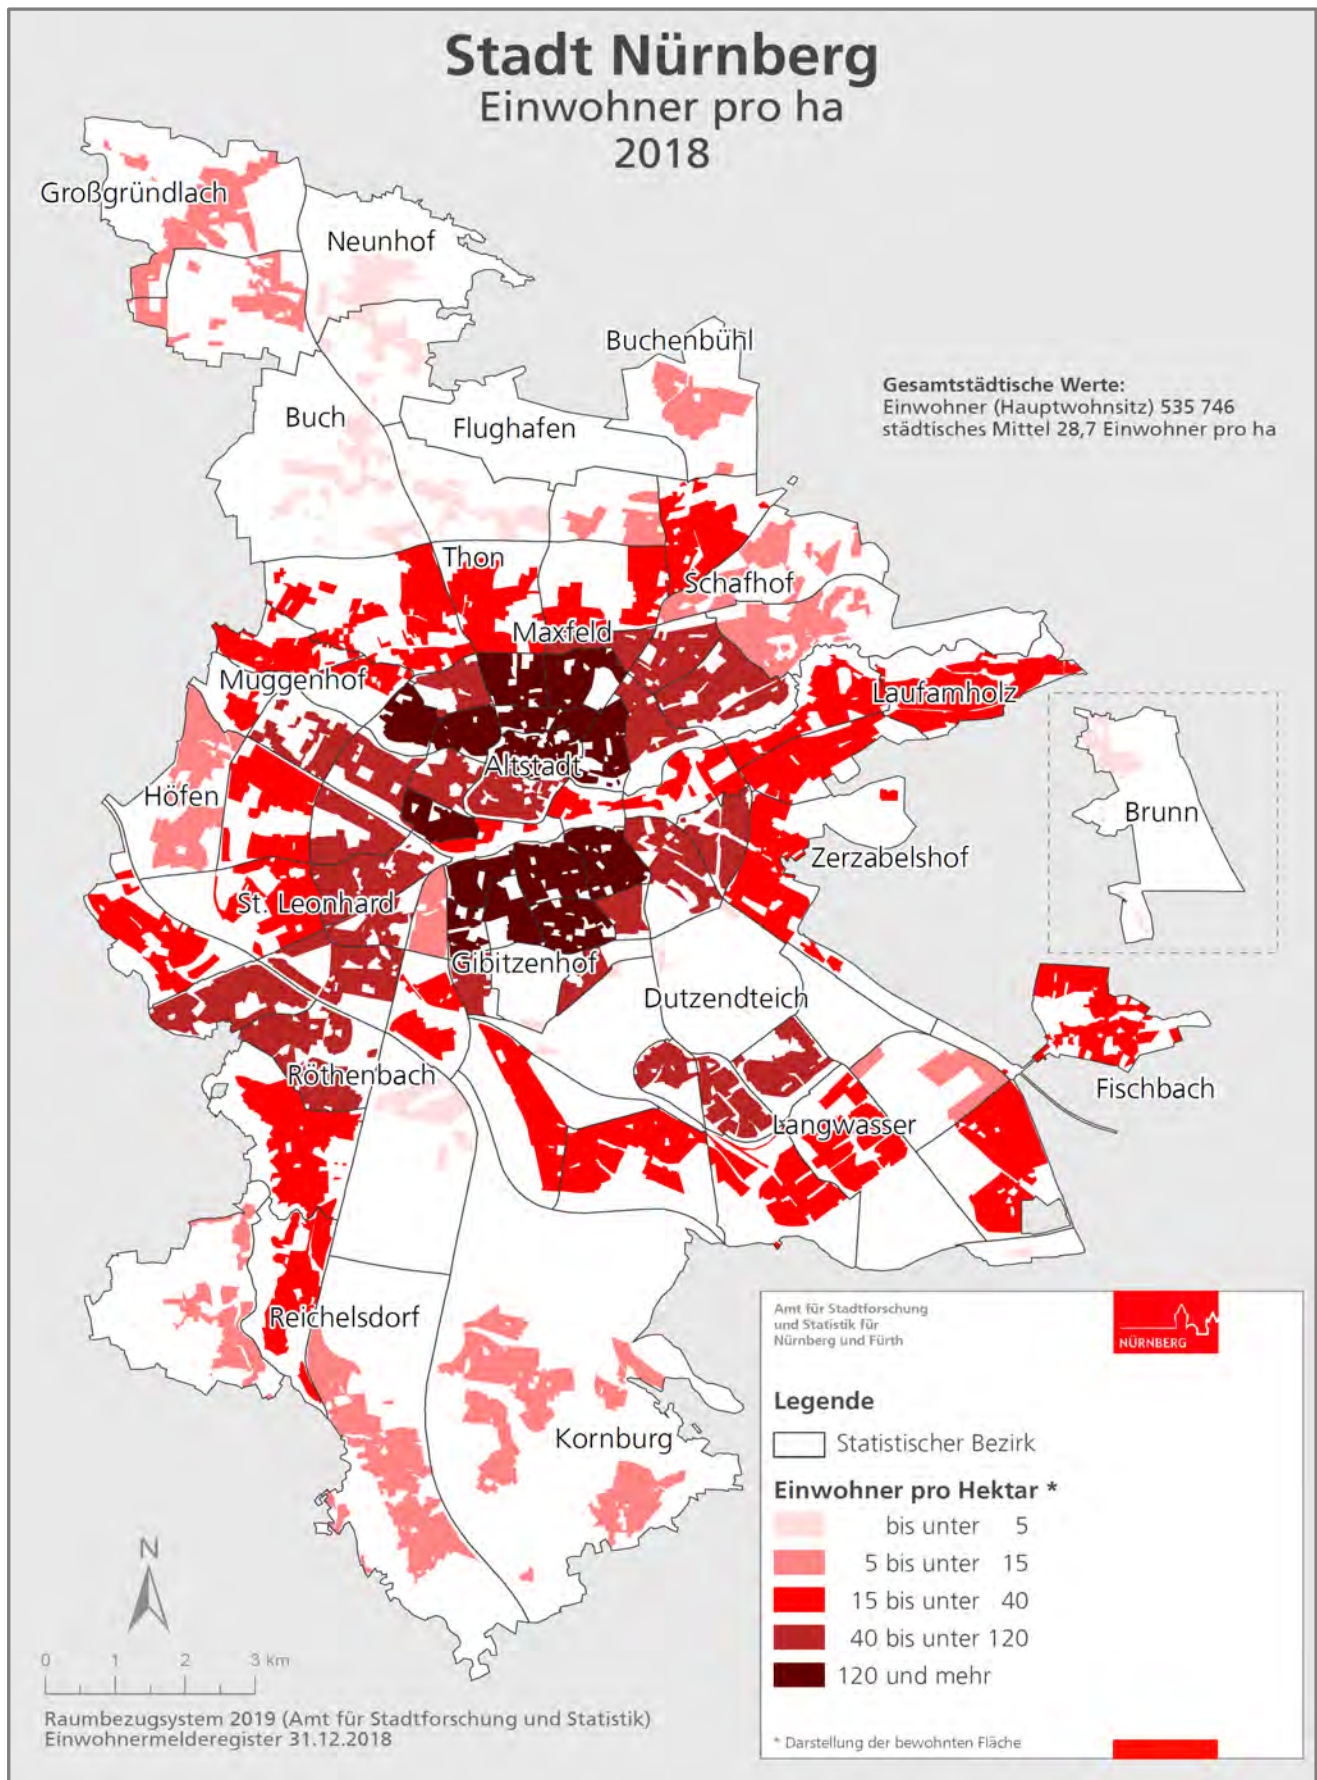 Stadt Nürnberg
Einwohner pro ha
2018
Großgründlach
Neunhof
Buchenbühl
Gesamtstädtische Werte:
Einwohner (Hauptwohnsitz) 535 746
städtisches Mittel 28,7 Einwohner pro ha
Buch
Flughafen
Thon
Schafhof
Maxfeld
Muggenhof
Laufamholz
Altstadt
Höfen
Brunn
Zerzabelshof
St. Leonhard
Gibitzenhof
Dutzendteich
Röthenbach
Fischbach
Langwasser
Reichelsdorf
Kornburg
Amt für Stadtforschung
und Statistik für
Nürnberg und Fürth
NÜRNBERG
Legende
Statistischer Bezirk
Einwohner pro Hektar *
bis unter 5
5 bis unter 15
15 bis unter 40
40 bis unter 120
120 und mehr
* Darstellung der bewohnten Fläche
N
0 1 2 3 km
Raumbezugsystem 2019 (Amt für Stadtforschung und Statistik)
Einwohnermelderegister 31.12.2018